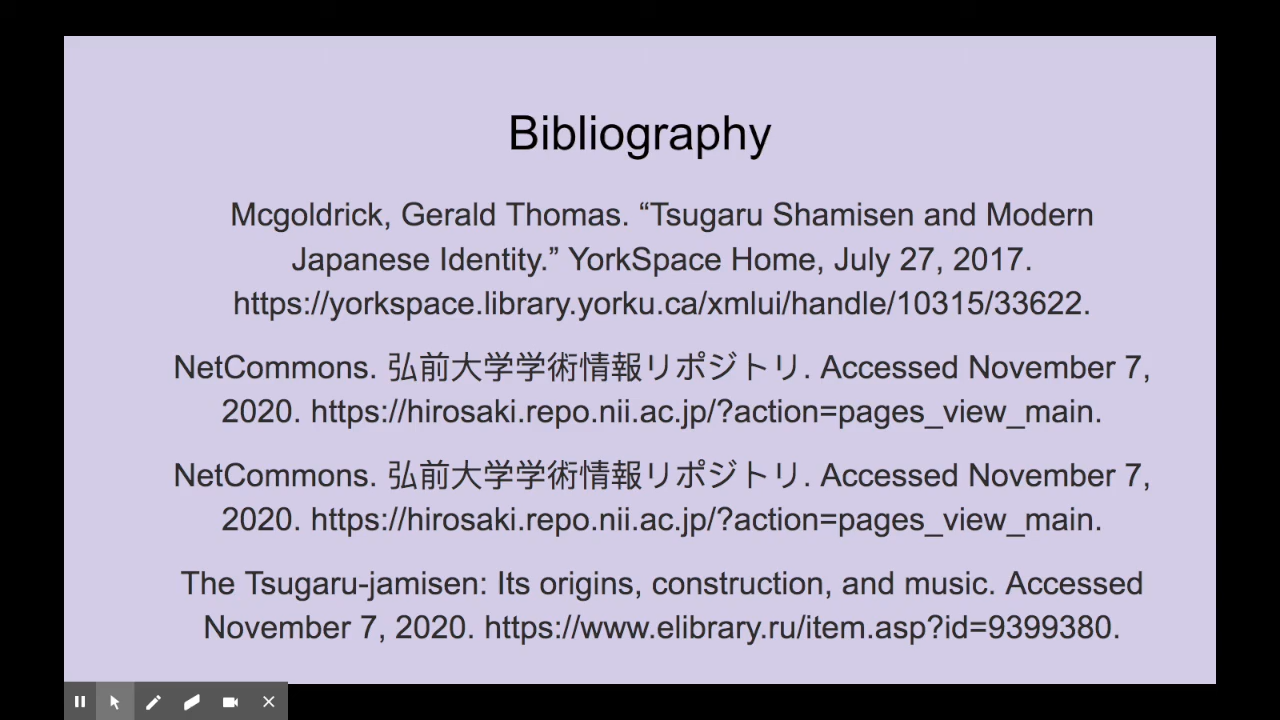 Bibliography
Mcgoldrick, Gerald Thomas. “Tsugaru Shamisen and Modern
Japanese Identity.” YorkSpace Home, July 27, 2017.
https://yorkspace.library.yorku.ca/xmlui/handle/10315/33622.
NetCommons. 弘前大学学術情報リポジトリ. Accessed November 7,
2020. https://hirosaki.repo.nii.ac.jp/?action=pages_view_main.
NetCommons. 弘前大学学術情報リポジトリ. Accessed November 7,
2020. https://hirosaki.repo.nii.ac.jp/?action=pages_view_main.
The Tsugaru-jamisen: Its origins, construction, and music. Accessed
November 7, 2020. https://www.elibrary.ru/item.asp?id=9399380.